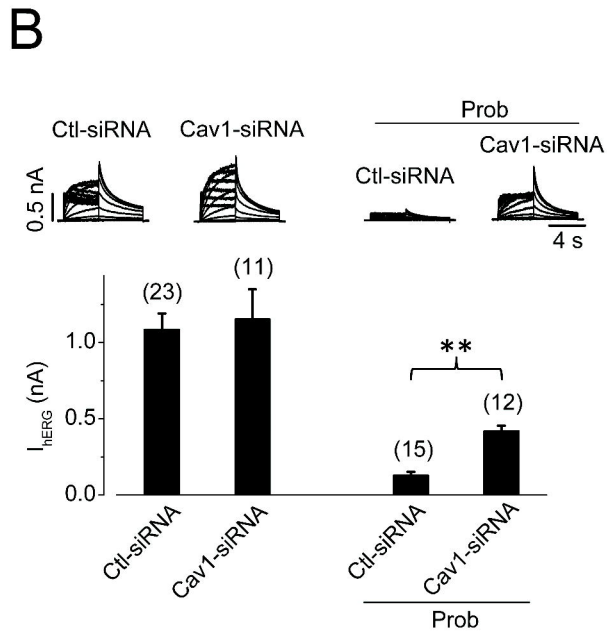 B
Prob
Ctl-siRNA Cav1-siRNA Ctl-siRNA Cav1-siRNA
0.5 nA
4 s
(23) (11)
1.0
**
0.5
(15) (12)
0.0
I hERG (nA)
Ctl-siRNA Cav1-siRNA Ctl-siRNA Cav1-siRNA
Prob